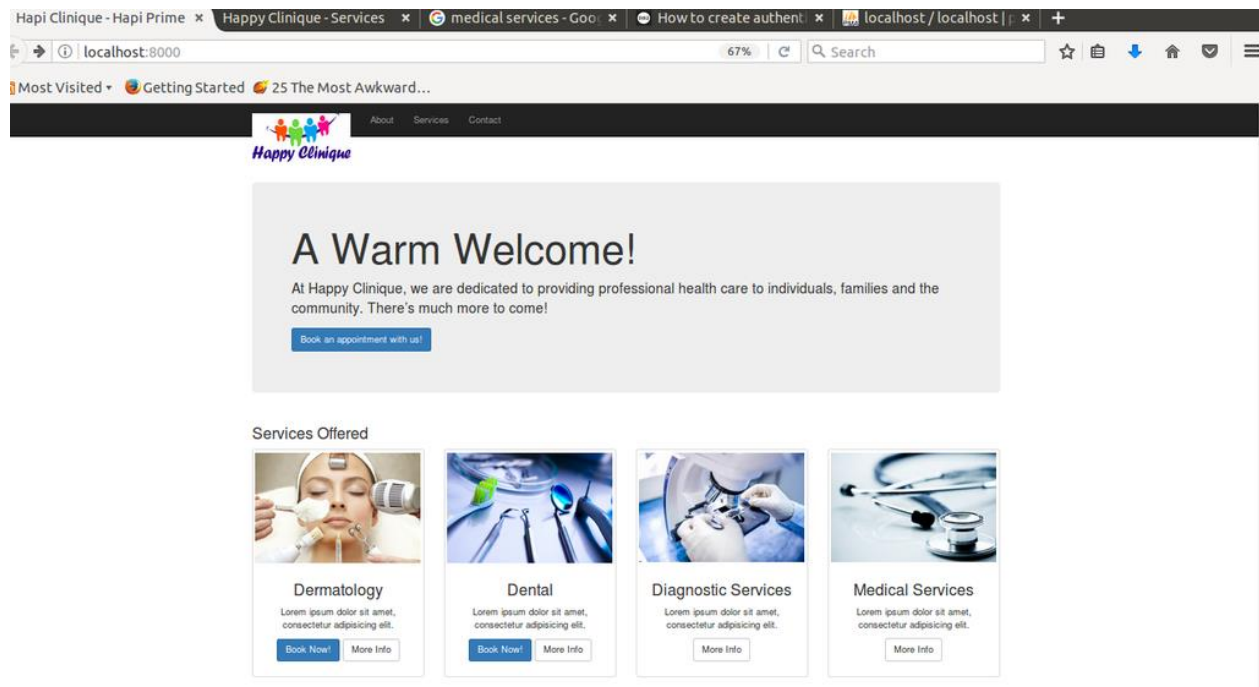 Hapi Clinique - Hapi Prime Happy Clinique - Services medical services - Goo How to create authent localhost / localhost | p
localhost:8000 67% Search
Most Visited Getting Started 25 The Most Awkward...
About Services Contact
Happy Clinique
A Warm Welcome!
At Happy Clinique, we are dedicated to providing professional health care to individuals, families and the
community. There's much more to come!
Book an appointment with us!
Services Offered
Dermatology Dental Diagnostic Services Medical Services
Lorem ipsum dolor sit amet, Lorem ipsum dolor sit amet, Lorem ipsum dolor sit amet, Lorem ipsum dolor sit amet,
consectetur adipisicing elit. consectetur adipisicing elit. consectetur adipisicing elit. consectetur adipisicing elit.
Book Now! More Info Book Now! More Info More Info More Info